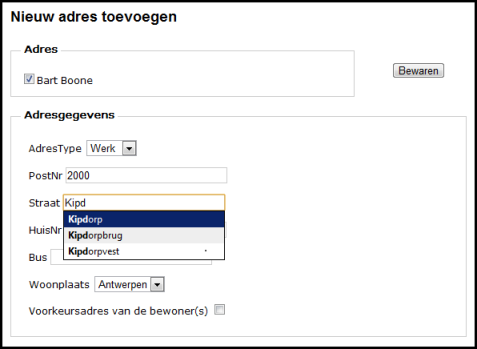 Nieuw adres toevoegen
Adres
Bart Boone
Bewaren
Adresgegevens
AdresType Werk
PostNr 2000
Straat Kipd
Kipdorp
HuisNr
Kipdorpbrug
Kipdorpvest
Bus
Woonplaats Antwerpen
Voorkeursadres van de bewoner(s)